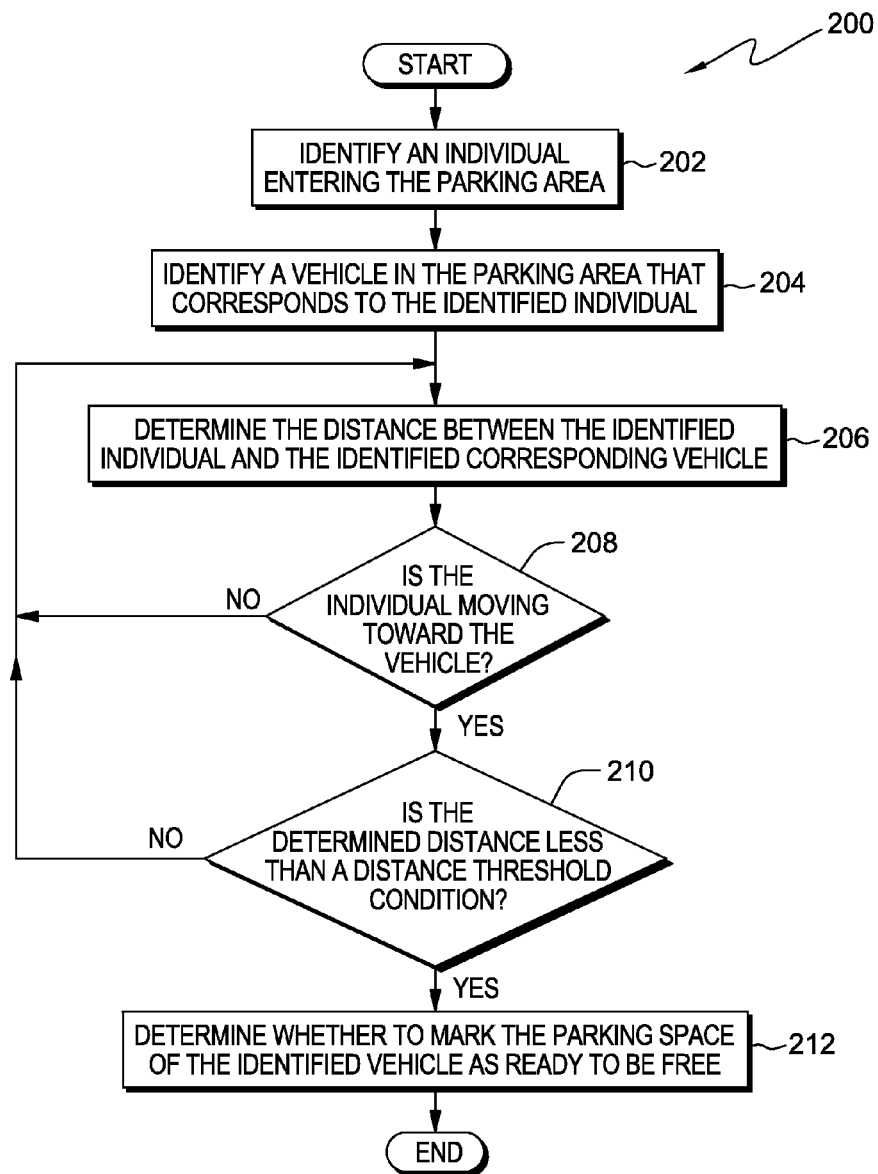 200
START
IDENTIFY AN INDIVIDUAL
ENTERING THE PARKING AREA
202
IDENTIFY A VEHICLE IN THE PARKING AREA THAT
CORRESPONDS TO THE IDENTIFIED INDIVIDUAL
204
DETERMINE THE DISTANCE BETWEEN THE IDENTIFIED
INDIVIDUAL AND THE IDENTIFIED CORRESPONDING VEHICLE
206
208
IS THE
INDIVIDUAL MOVING
TOWARD THE
VEHICLE?
NO
YES
210
IS THE
DETERMINED DISTANCE LESS
THAN A DISTANCE THRESHOLD
CONDITION?
NO
YES
DETERMINE WHETHER TO MARK THE PARKING SPACE
OF THE IDENTIFIED VEHICLE AS READY TO BE FREE
212
END